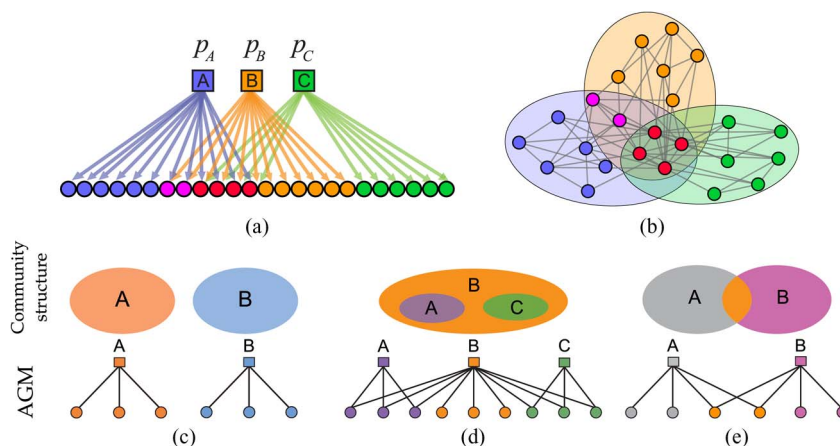 p_A p_B p_C
A B C
(a)
(b)
Community
structure
A
B
B
A
C
A
B
AGM
A
B
A
B
C
A
B
(c)
(d)
(e)